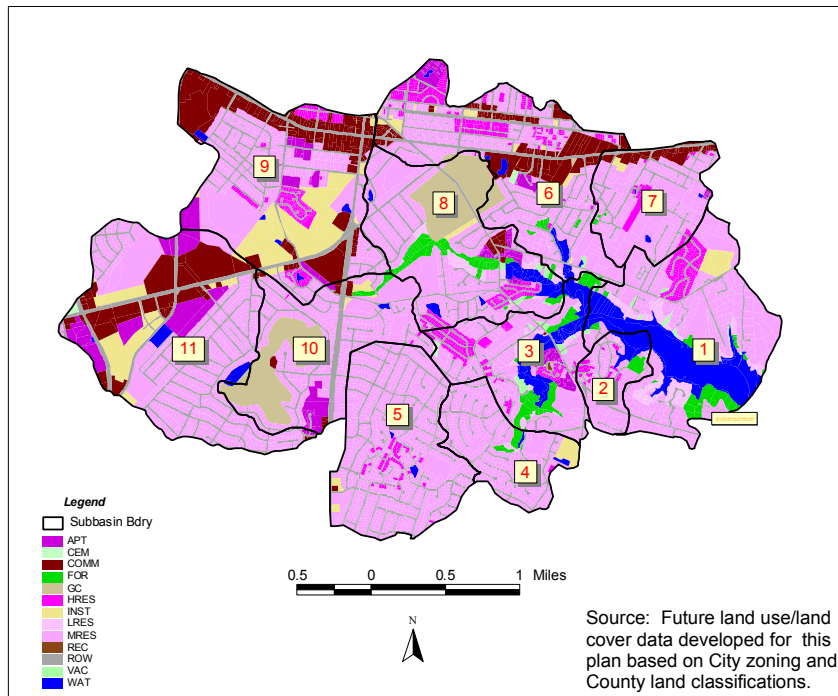 9
8
6
7
11
10
3
1
2
5
4
Legend
Subbasin Bdry
APT
CEM
COMM
FOR
GC
HRES
INST
LRES
MRES
REC
ROW
VAC
WAT
0.5 0 0.5 1 Miles
N
Source: Future land use/land
cover data developed for this
plan based on City zoning and
County land classifications.